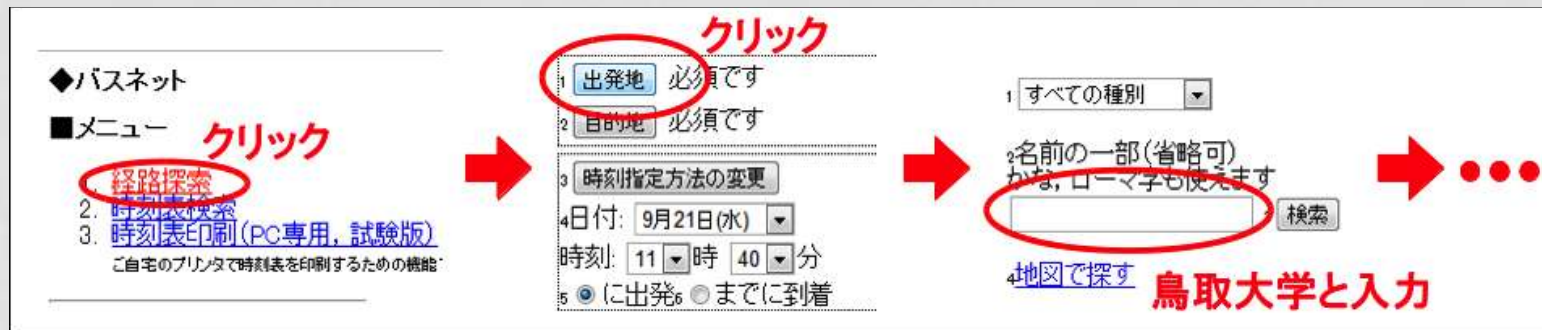 ◆バスネット
■メニュー
クリック
経路探索
2. 時刻表検索
3. 時刻表印刷(PC専用, 試験版)
ご自宅のプリンタで時刻表を印刷するための機能
クリック
1 出発地 必須です
2 目的地 必須です
3 時刻指定方法の変更
4日付: 9月21日(水)
時刻: 11 時 40 分
5 に出発6 までに到着
1 すべての種別
2名前の一部(省略可)
かな, ローマ字も使えます
検索
4地図で探す
鳥取大学と入力